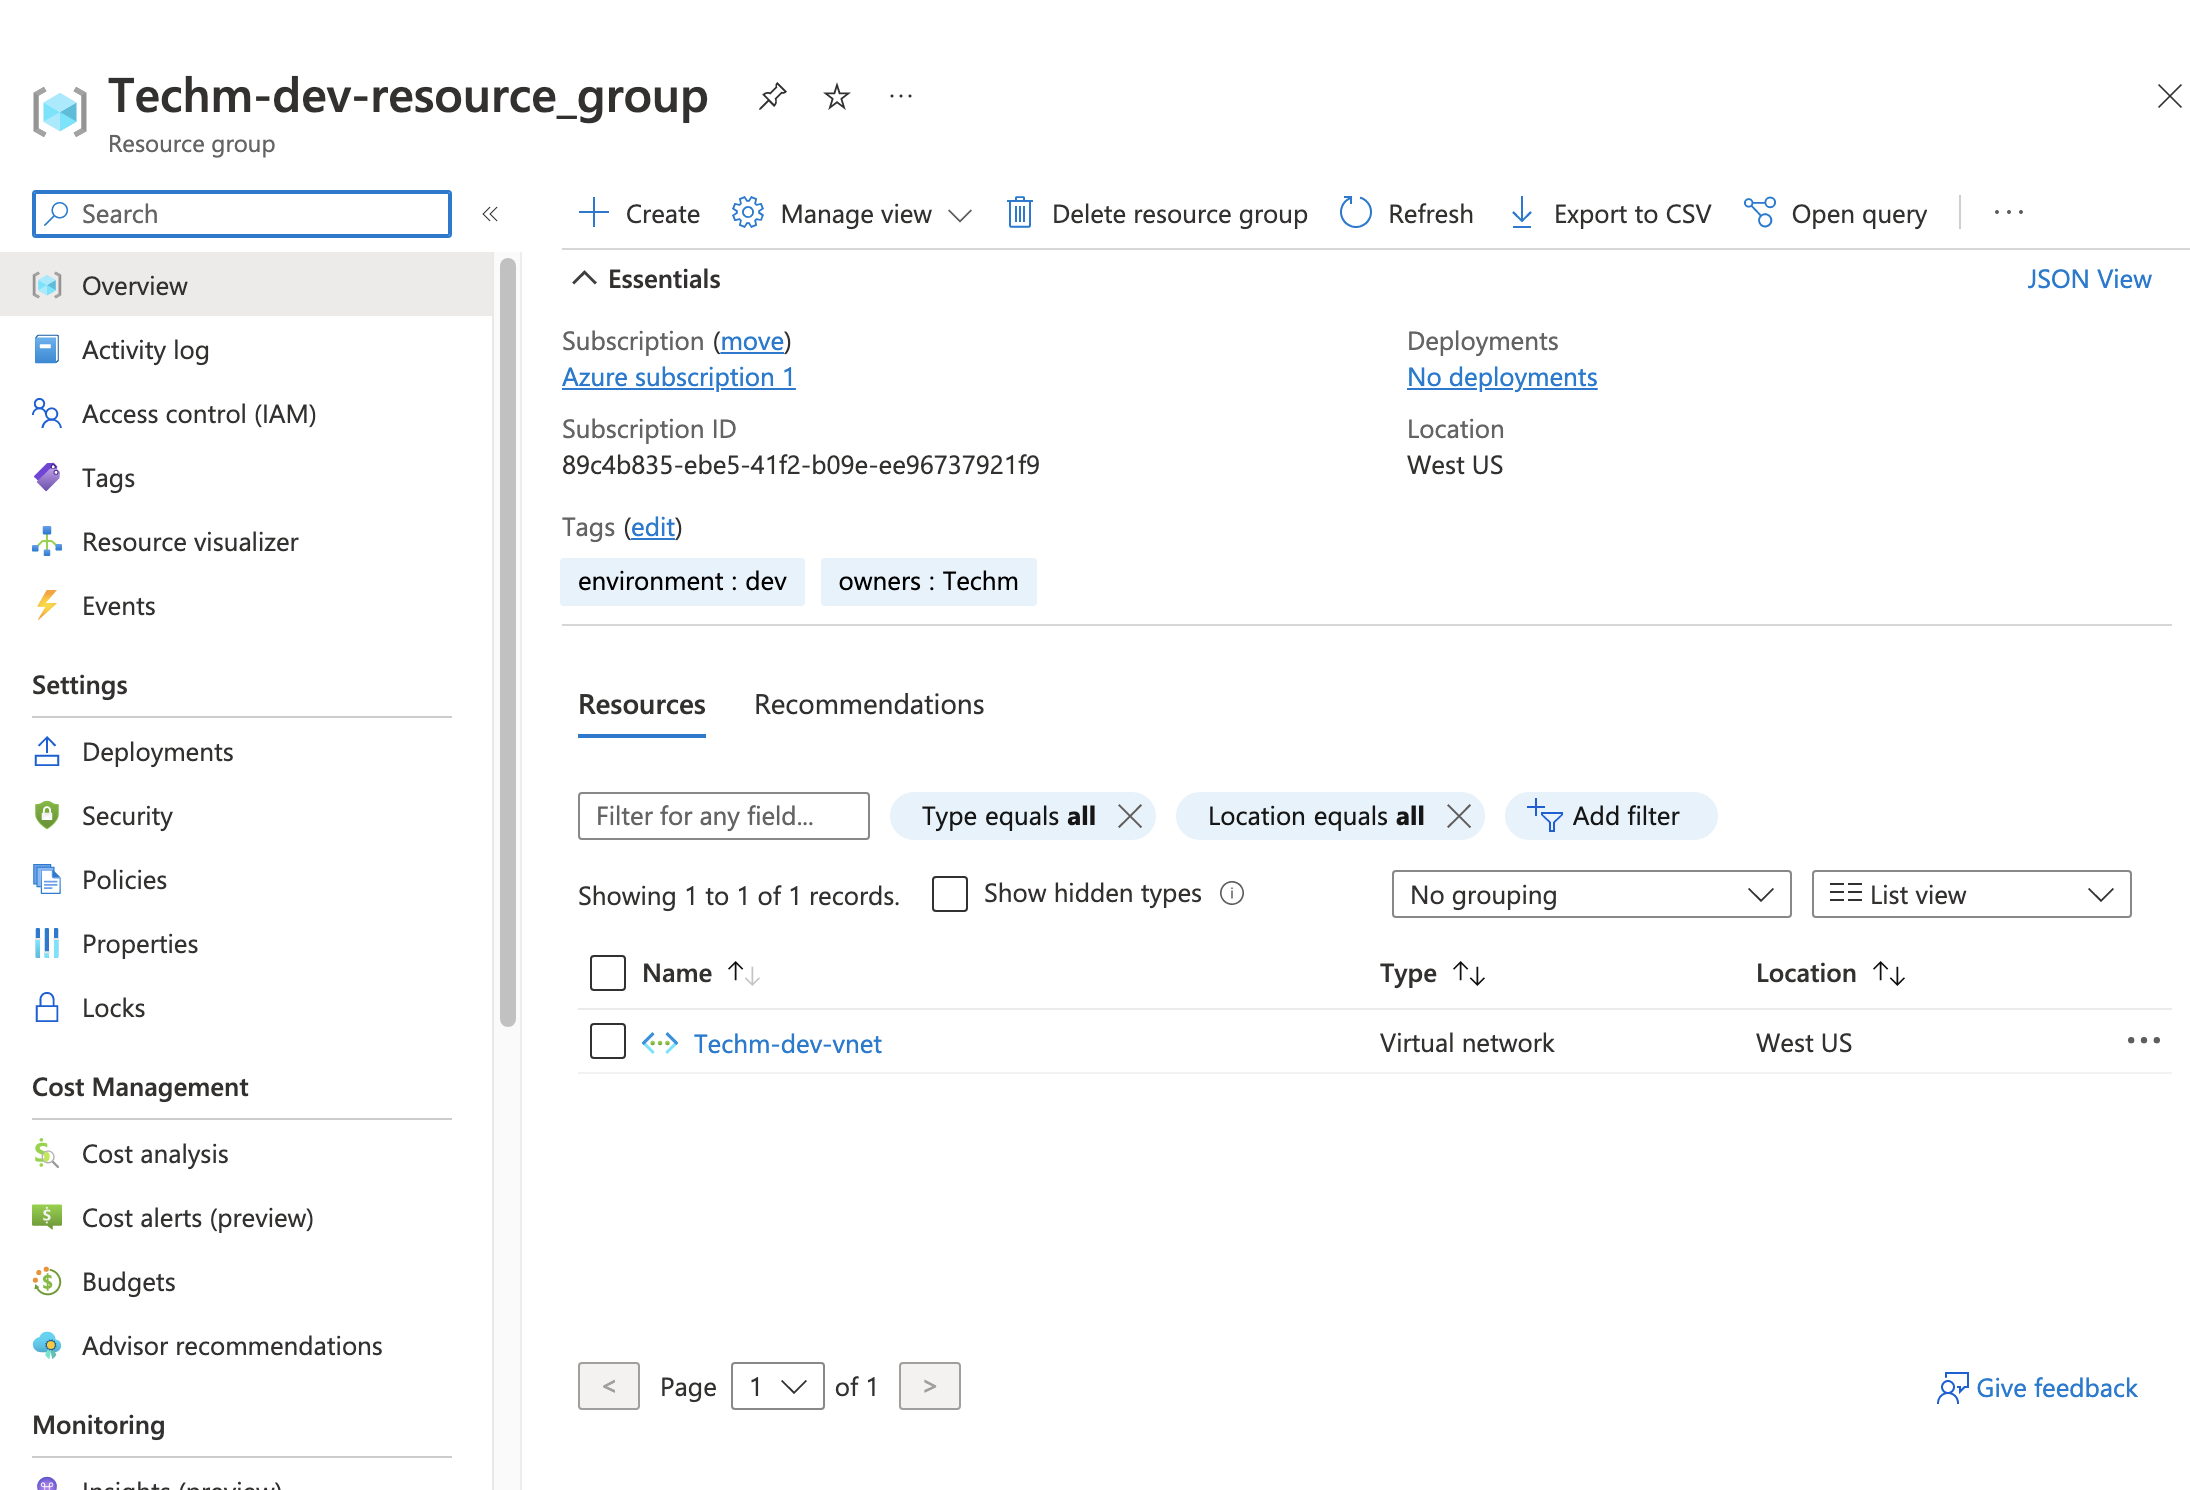 Techm-dev-resource_group
Resource group
Search
Create
Manage view
Delete resource group
Refresh
Export to CSV
Open query
Overview
Activity log
Access control (IAM)
Tags
Resource visualizer
Events
Settings
Deployments
Security
Policies
Properties
Locks
Cost Management
Cost analysis
Cost alerts (preview)
Budgets
Advisor recommendations
Monitoring
Insights (preview)
Essentials
JSON View
Subscription (move)
Azure subscription 1
Subscription ID
89c4b835-ebe5-41f2-b09e-ee96737921f9
Deployments
No deployments
Location
West US
Tags (edit)
environment : dev
owners : Techm
Resources
Recommendations
Filter for any field...
Type equals all
Location equals all
Add filter
Showing 1 to 1 of 1 records.
Show hidden types
No grouping
List view
Name
Type
Location
Techm-dev-vnet
Virtual network
West US
< Page 1 of 1 >
Give feedback